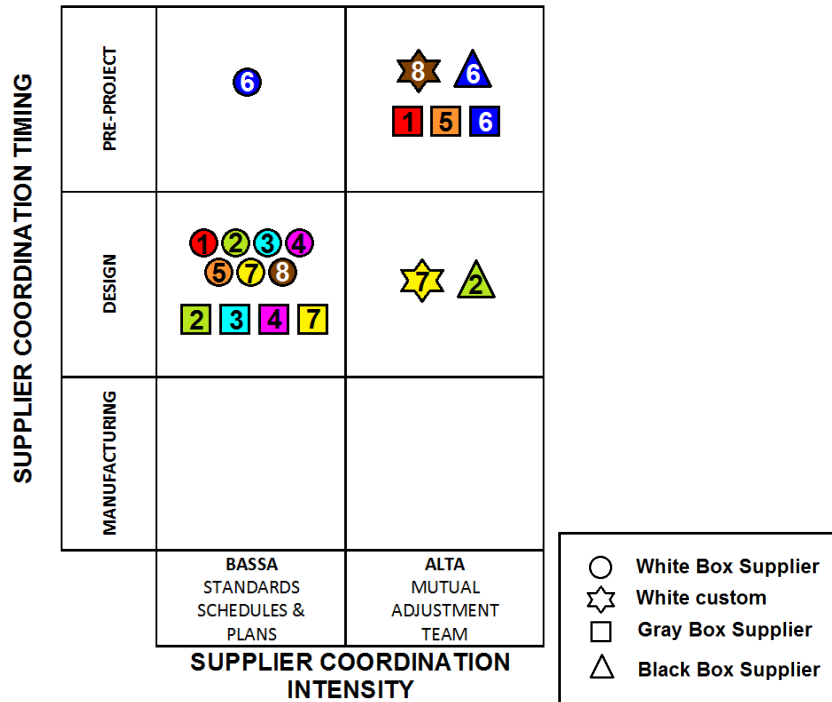 SUPPLIER COORDINATION TIMING
PRE-PROJECT
6
8 6
1 5 6
DESIGN
1 2 3 4
5 7 8
2 3 4 7
7 2
MANUFACTURING
BASSA
STANDARDS
SCHEDULES &
PLANS
ALTA
MUTUAL
ADJUSTMENT
TEAM
SUPPLIER COORDINATION
INTENSITY
White Box Supplier
White custom
Gray Box Supplier
Black Box Supplier